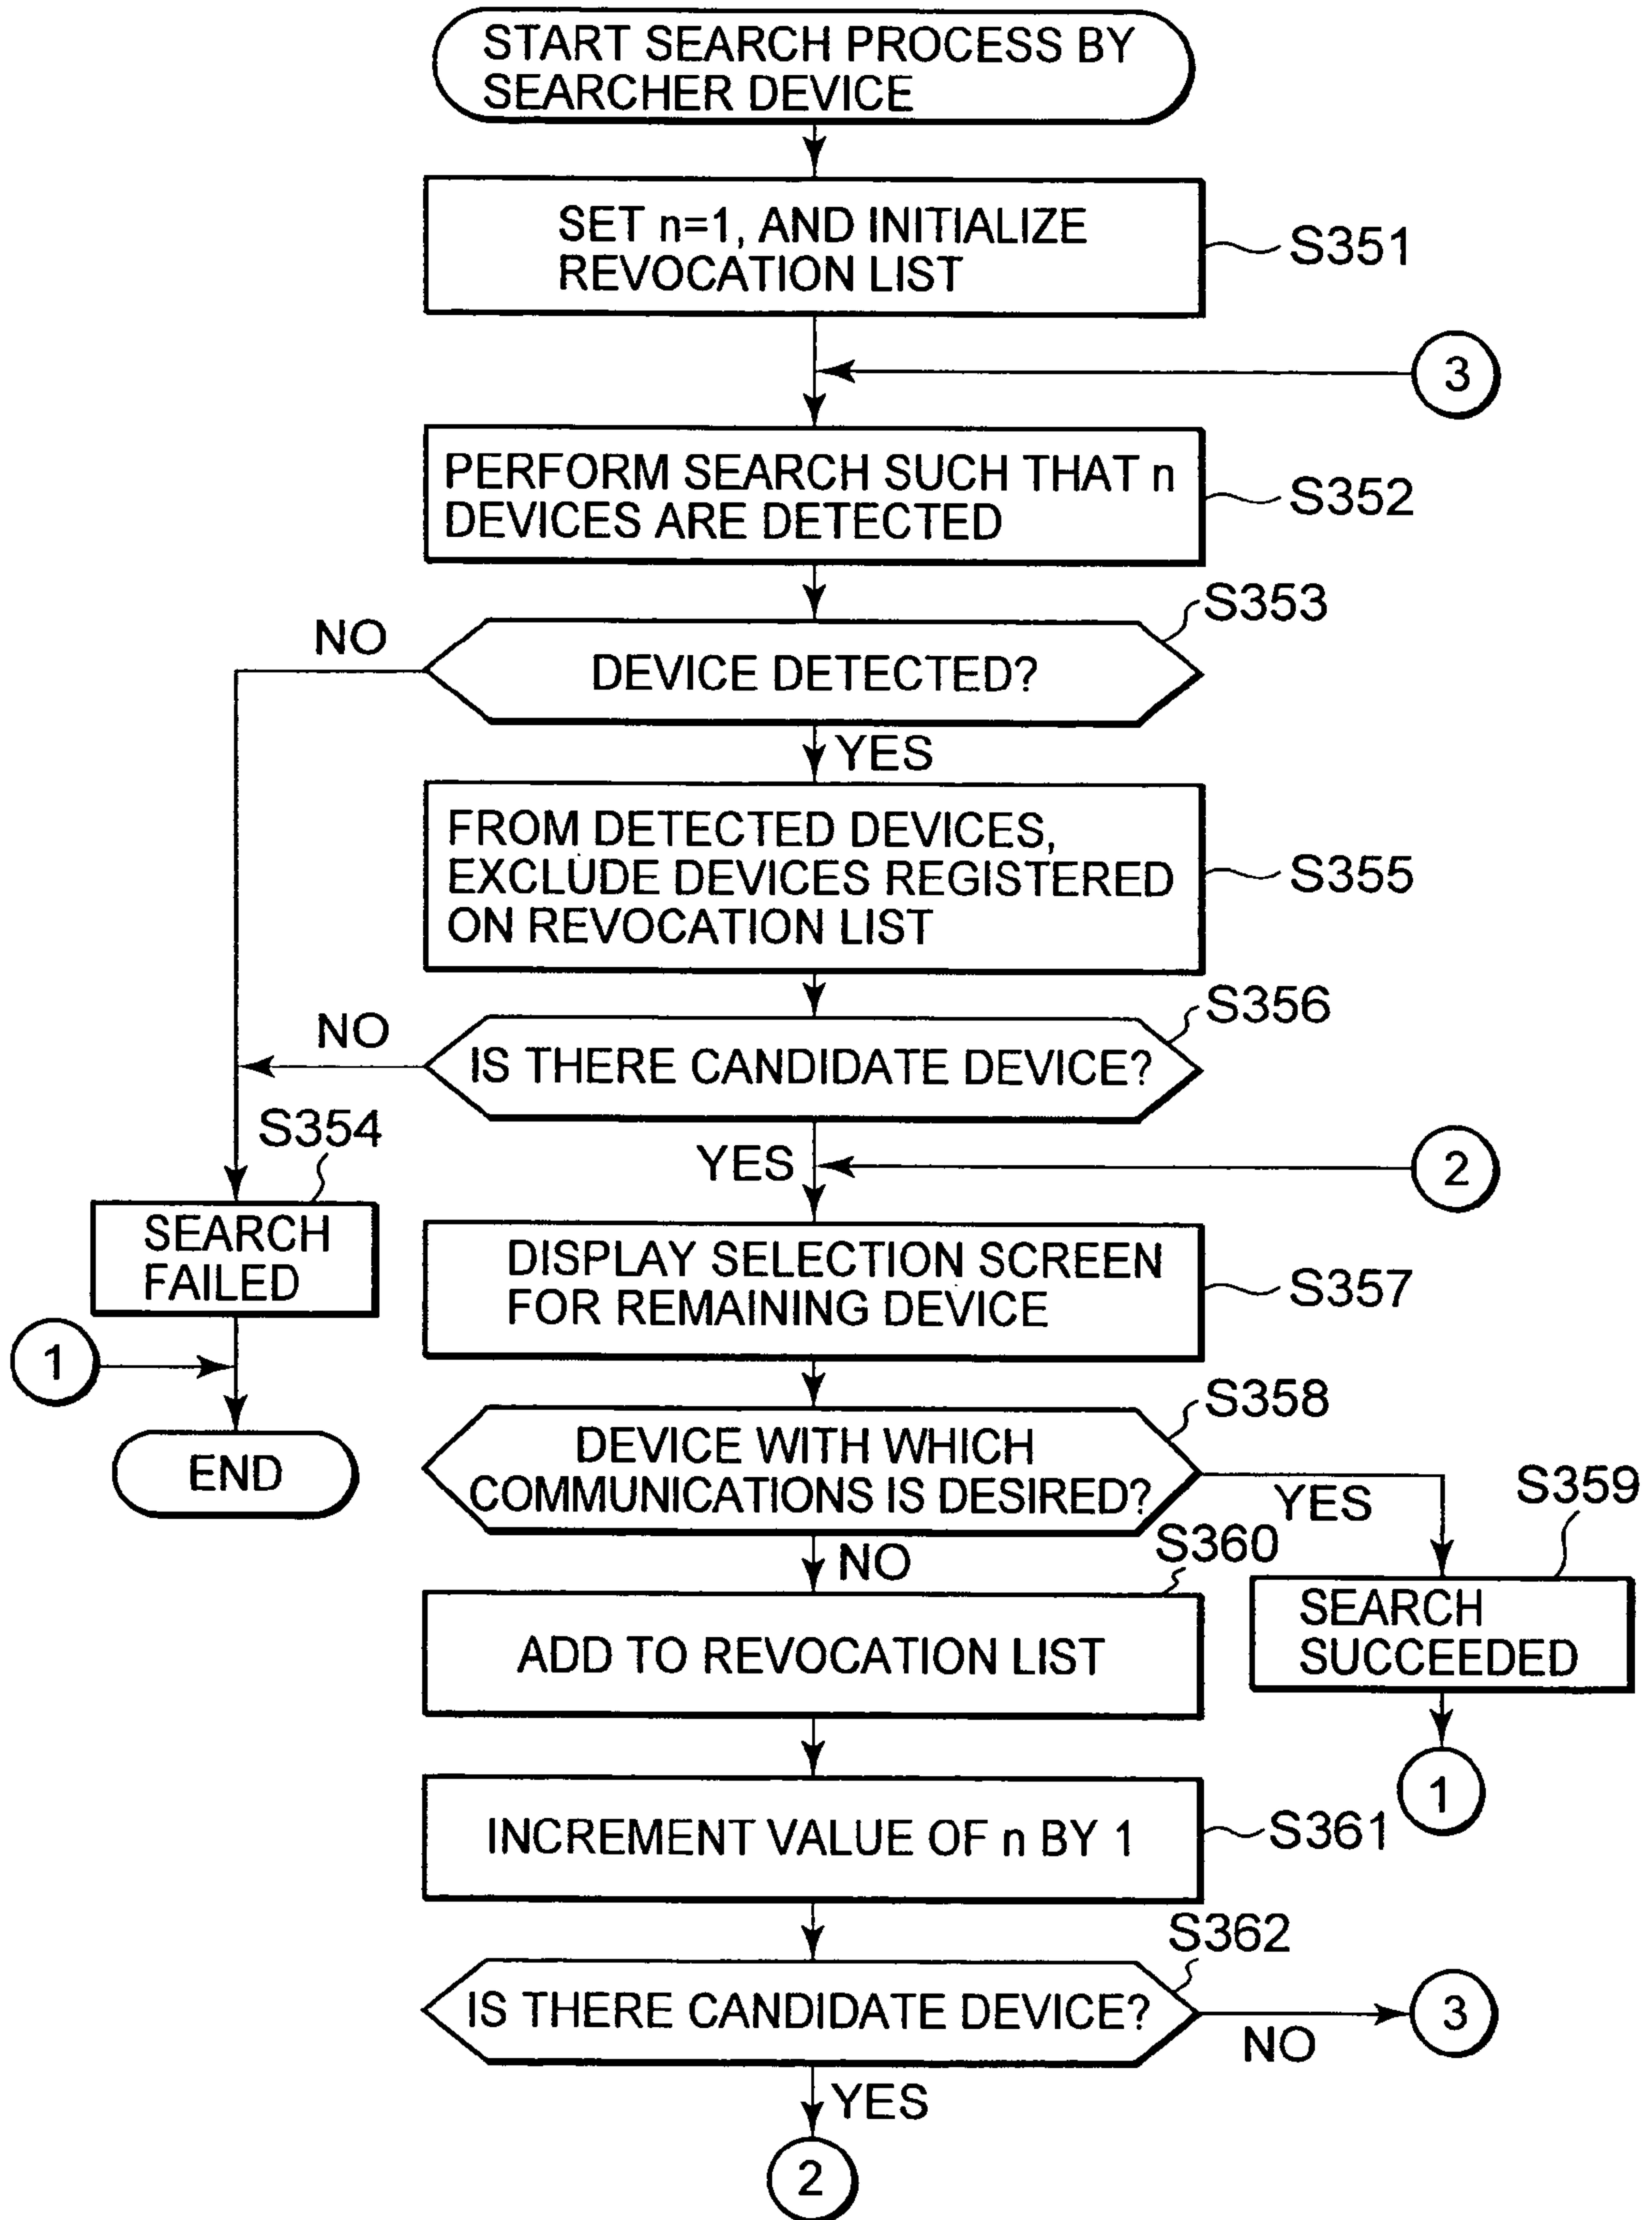 START SEARCH PROCESS BY
SEARCHER DEVICE
SET n=1, AND INITIALIZE
REVOCATION LIST
S351
3
PERFORM SEARCH SUCH THAT n
DEVICES ARE DETECTED
S352
S353
NO
DEVICE DETECTED?
YES
FROM DETECTED DEVICES,
EXCLUDE DEVICES REGISTERED
ON REVOCATION LIST
S355
S356
NO
IS THERE CANDIDATE DEVICE?
S354
YES
2
SEARCH
FAILED
DISPLAY SELECTION SCREEN
FOR REMAINING DEVICE
S357
1
END
S358
DEVICE WITH WHICH
COMMUNICATIONS IS DESIRED?
YES
S359
NO
S360
SEARCH
SUCCEEDED
ADD TO REVOCATION LIST
1
INCREMENT VALUE OF n BY 1
S361
S362
IS THERE CANDIDATE DEVICE?
NO
3
YES
2